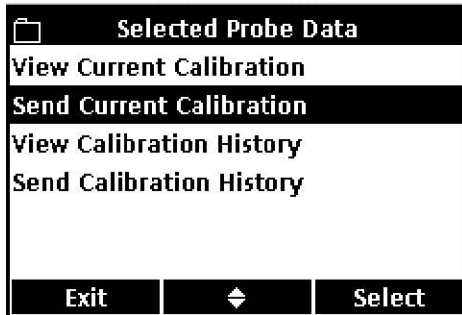 Selected Probe Data
View Current Calibration
Send Current Calibration
View Calibration History
Send Calibration History
Exit Select